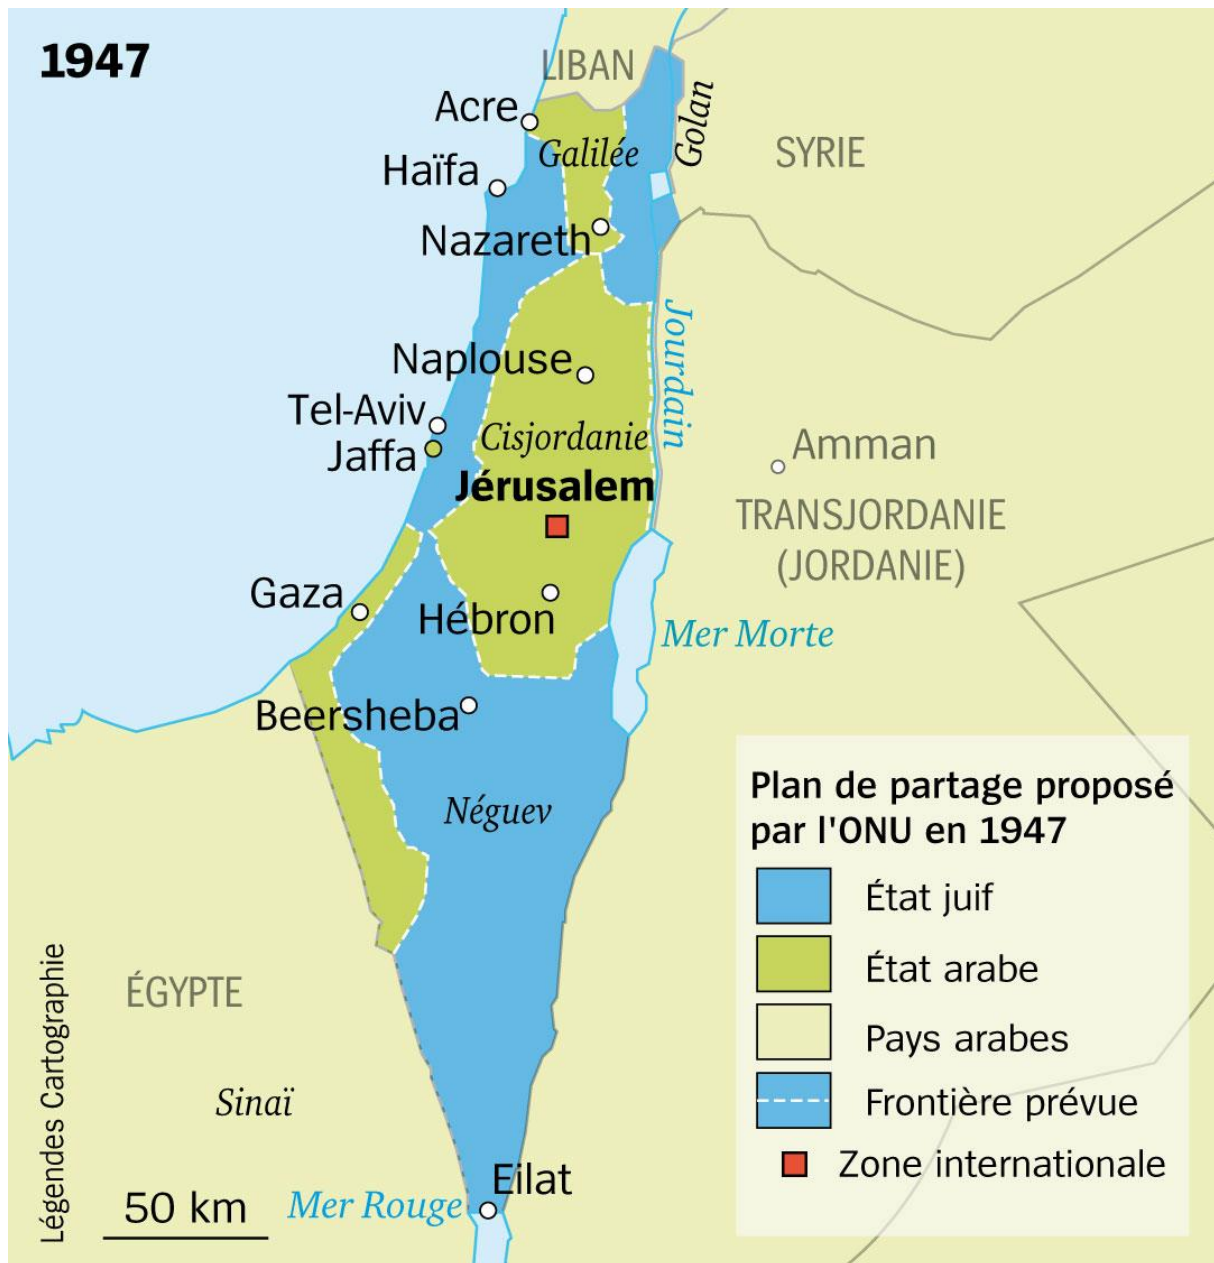 1947
LIBAN
Acre
Golan
Galilée
SYRIE
Haïfa
Nazareth
Jourdain
Naplouse
Tel-Aviv
Cisjordanie
Amman
Jaffa
Jérusalem
TRANSJORDANIE
(JORDANIE)
Gaza
Hébron
Mer Morte
Beersheba
Néguev
Plan de partage proposé
par l'ONU en 1947
État juif
État arabe
Pays arabes
Frontière prévue
Zone internationale
ÉGYPTE
Sinaï
Eilat
Mer Rouge
50 km
Légendes Cartographie